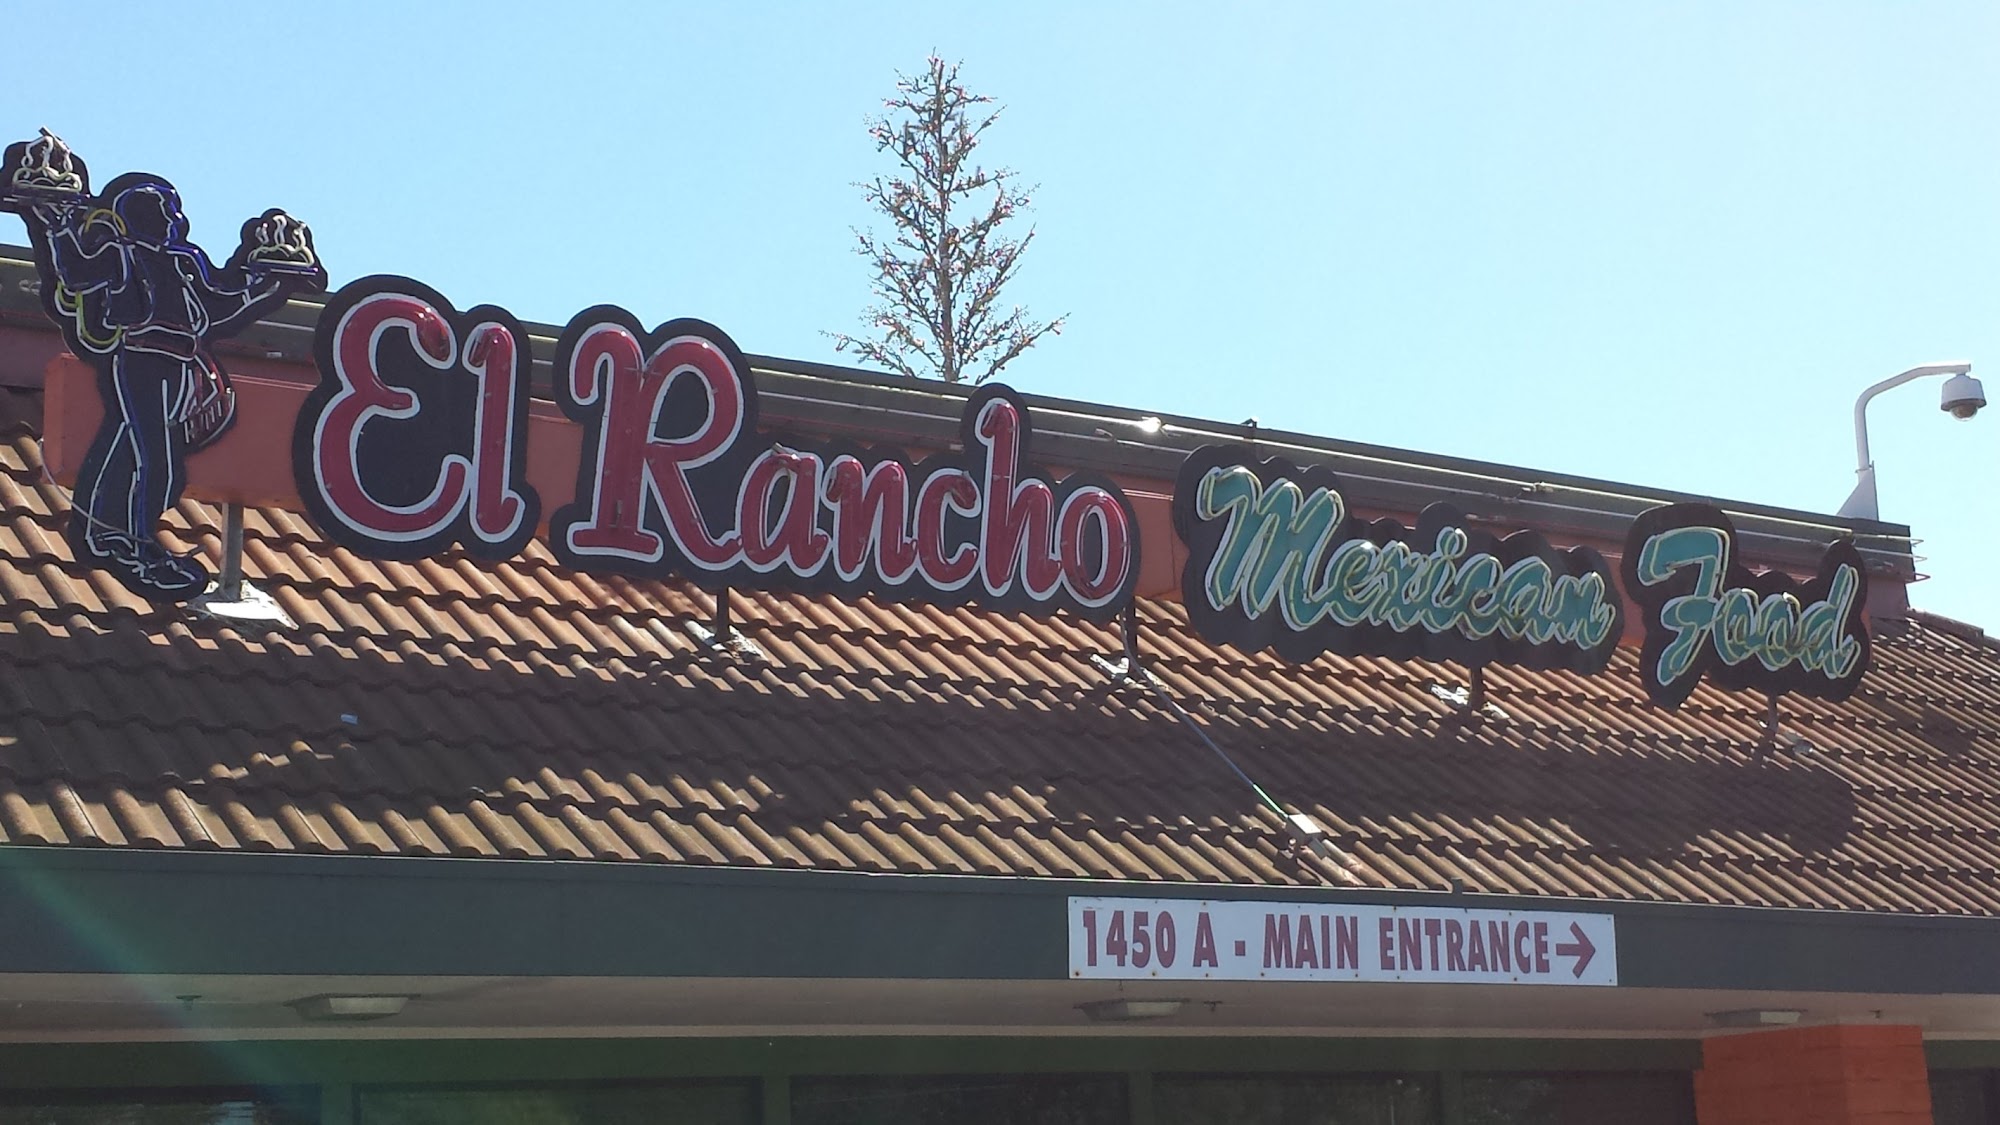 El Rancho Mexican Food
1450 A - MAIN ENTRANCE→